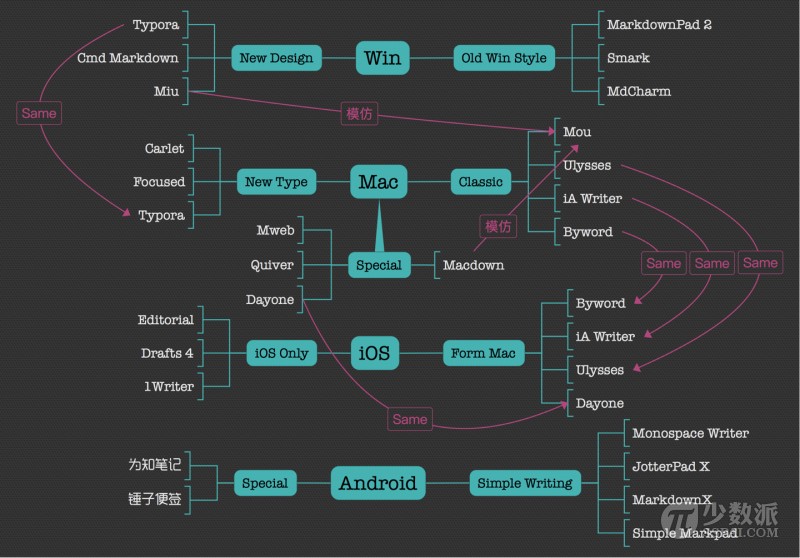 Typora
Cmd Markdown
Miu
New Design
Win
Old Win Style
MarkdownPad 2
Smark
MdCharm
Same
模仿
Carlet
Focused
Typora
New Type
Mac
Classic
Mou
Ulysses
iA Writer
Byword
模仿
Mweb
Quiver
Dayone
Special
Macdown
Same
Same
Same
Editorial
Drafts 4
1Writer
iOS Only
iOS
Form Mac
Byword
iA Writer
Ulysses
Dayone
Same
为知笔记
锤子便签
Special
Android
Simple Writing
Monospace Writer
JotterPad X
MarkdownX
Simple Markpad
少数派
SSPAI.COM